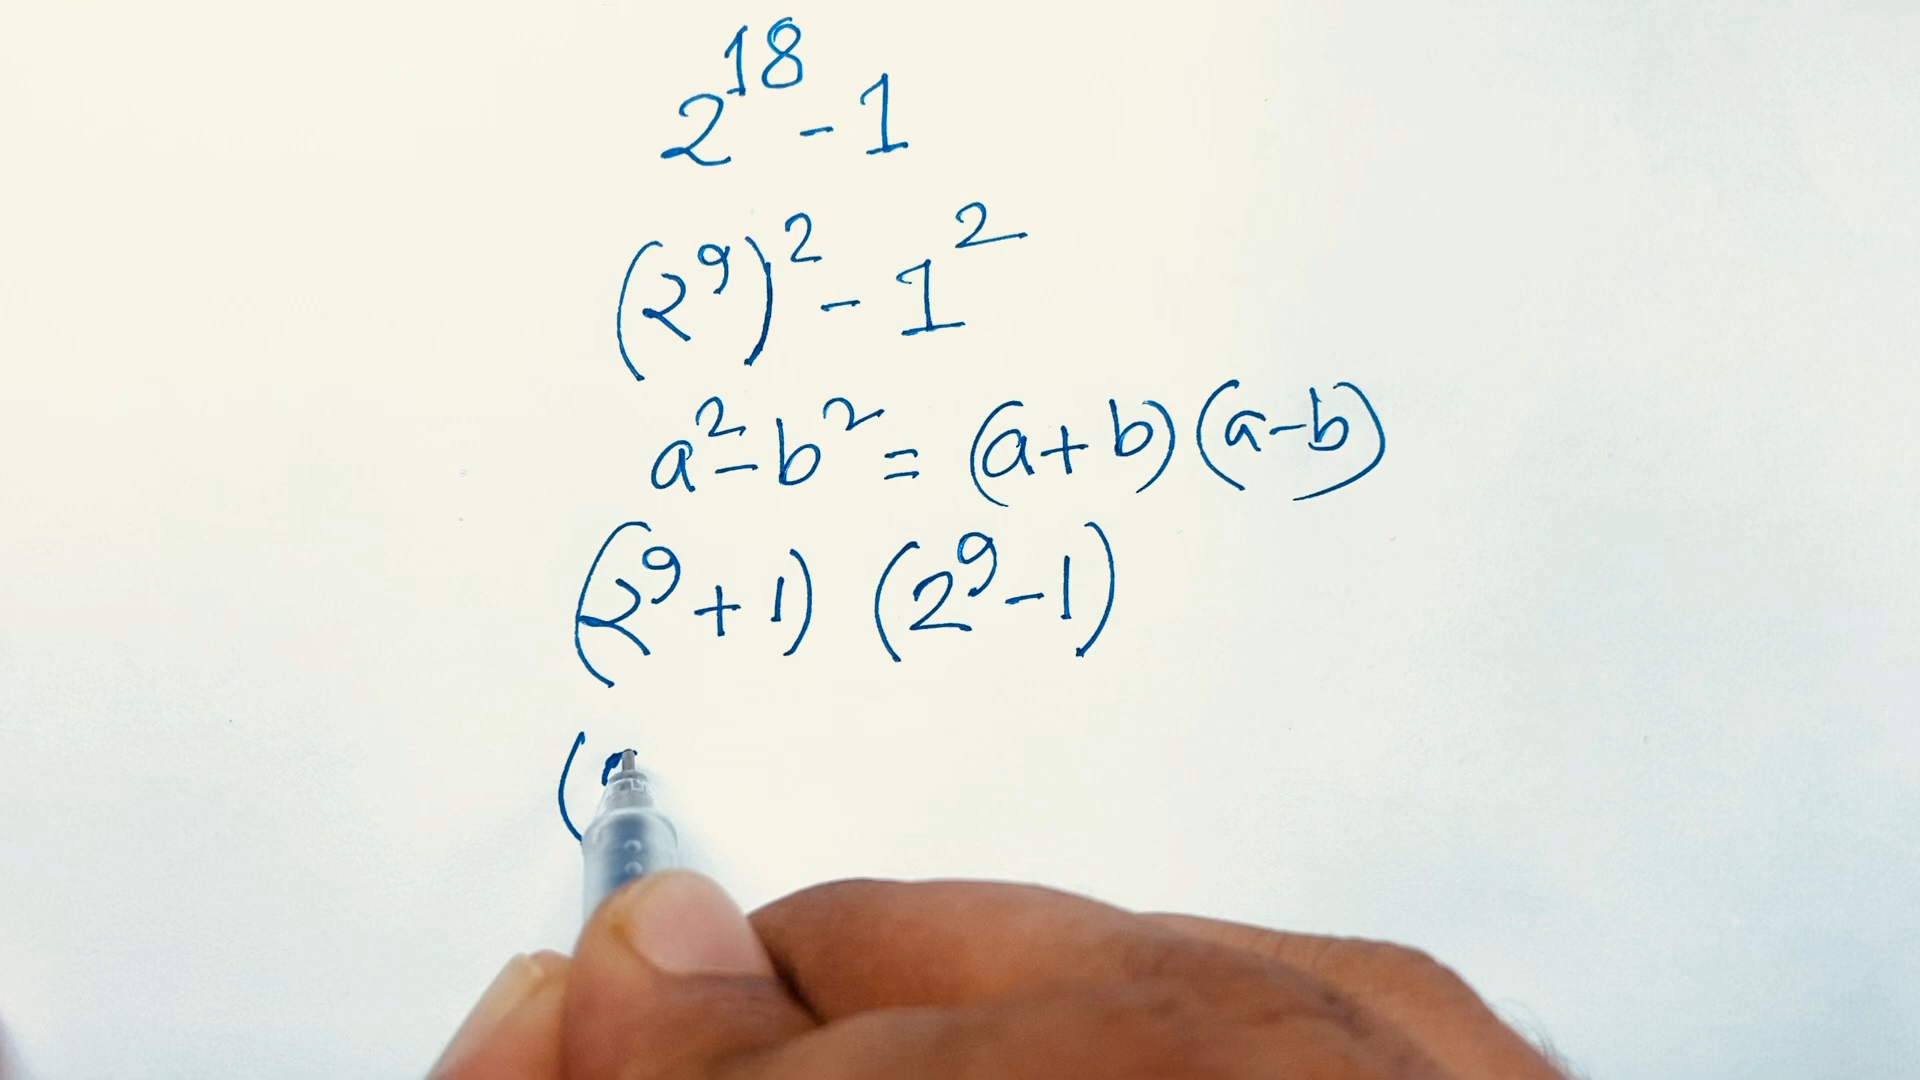 2^18 - 1
(2^9)^2 - 1^2
a^2 - b^2 = (a + b) (a - b)
(2^9 + 1) (2^9 - 1)
(